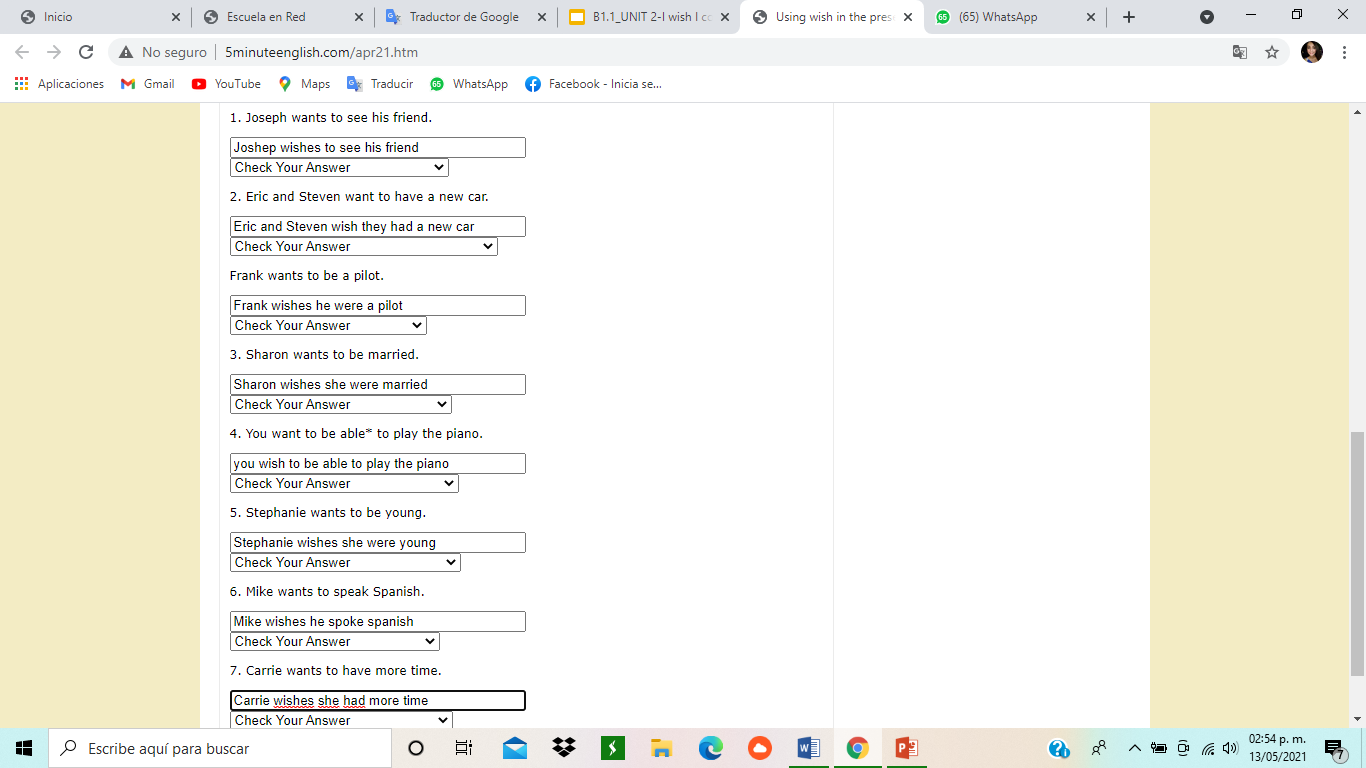 Inicio
Escuela en Red
Traductor de Google
B1.1_UNIT 2-I wish I co
Using wish in the pres
(65) WhatsApp
No seguro
5minuteenglish.com/apr21.htm
Aplicaciones
Gmail
YouTube
Maps
Traducir
65
WhatsApp
Facebook - Inicia se...
1. Joseph wants to see his friend.
Joshep wishes to see his friend
Check Your Answer
2. Eric and Steven want to have a new car.
Eric and Steven wish they had a new car
Check Your Answer
Frank wants to be a pilot.
Frank wishes he were a pilot
Check Your Answer
3. Sharon wants to be married.
Sharon wishes she were married
Check Your Answer
4. You want to be able* to play the piano.
you wish to be able to play the piano
Check Your Answer
5. Stephanie wants to be young.
Stephanie wishes she were young
Check Your Answer
6. Mike wants to speak Spanish.
Mike wishes he spoke spanish
Check Your Answer
7. Carrie wants to have more time.
Carrie wishes she had more time
Check Your Answer
Escribe aquí para buscar
02:54 p. m.
13/05/2021
7